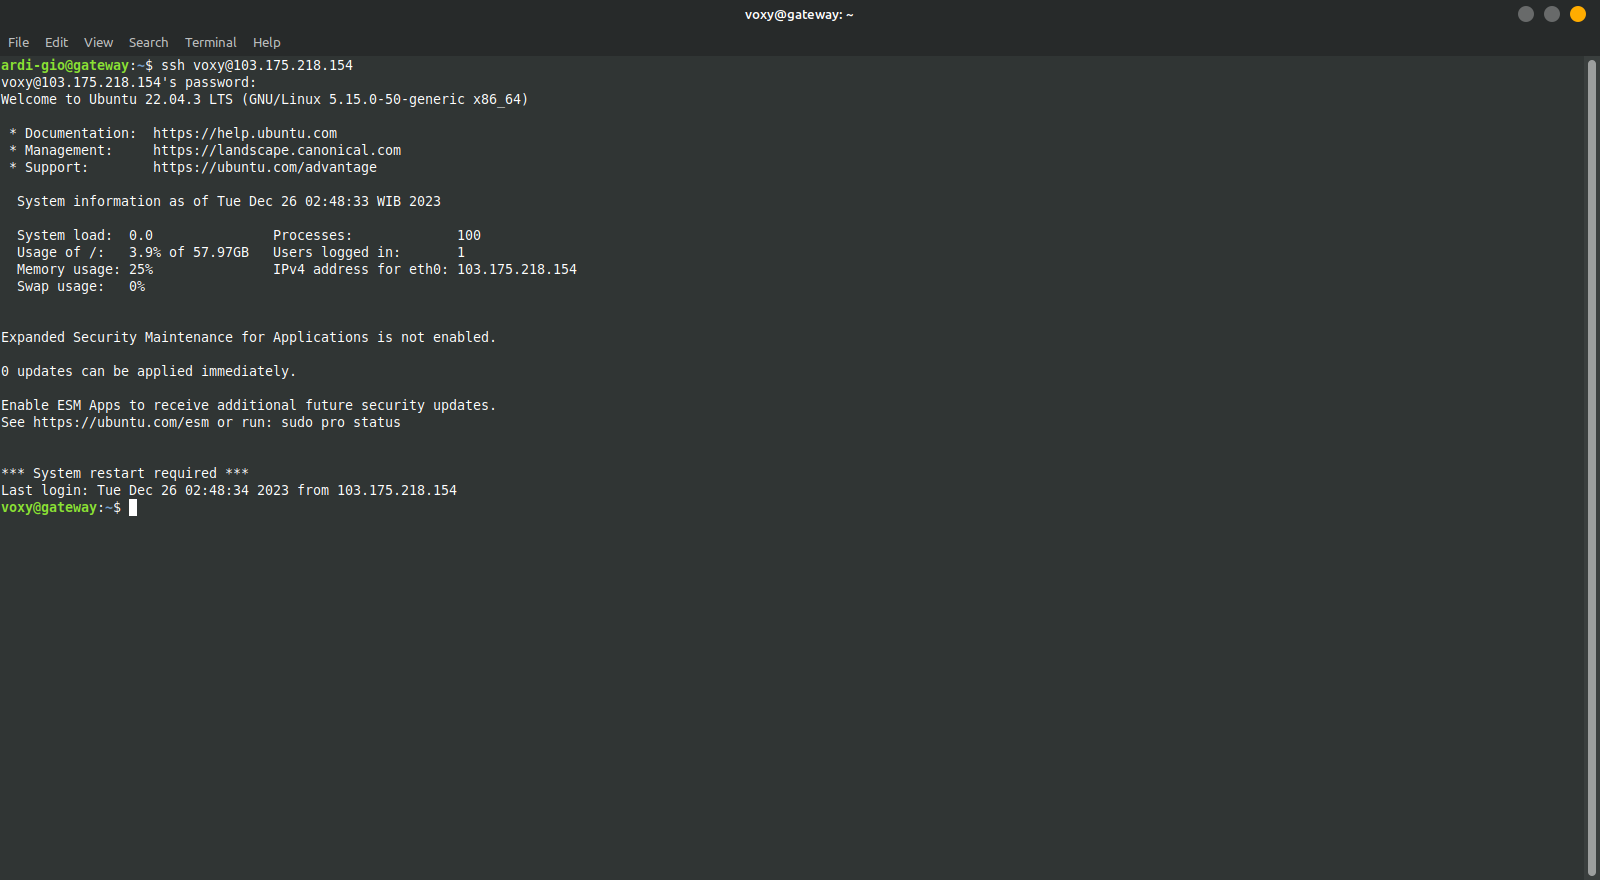 voxy@gateway: ~
File Edit View Search Terminal Help
ardi-gio@gateway:~$ ssh voxy@103.175.218.154
voxy@103.175.218.154's password:
Welcome to Ubuntu 22.04.3 LTS (GNU/Linux 5.15.0-50-generic x86_64)
* Documentation:  https://help.ubuntu.com
* Management:     https://landscape.canonical.com
* Support:        https://ubuntu.com/advantage
System information as of Tue Dec 26 02:48:33 WIB 2023
System load:  0.0               Processes:             100
Usage of /:   3.9% of 57.97GB   Users logged in:       1
Memory usage: 25%               IPv4 address for eth0: 103.175.218.154
Swap usage:   0%
Expanded Security Maintenance for Applications is not enabled.
0 updates can be applied immediately.
Enable ESM Apps to receive additional future security updates.
See https://ubuntu.com/esm or run: sudo pro status
*** System restart required ***
Last login: Tue Dec 26 02:48:34 2023 from 103.175.218.154
voxy@gateway:~$